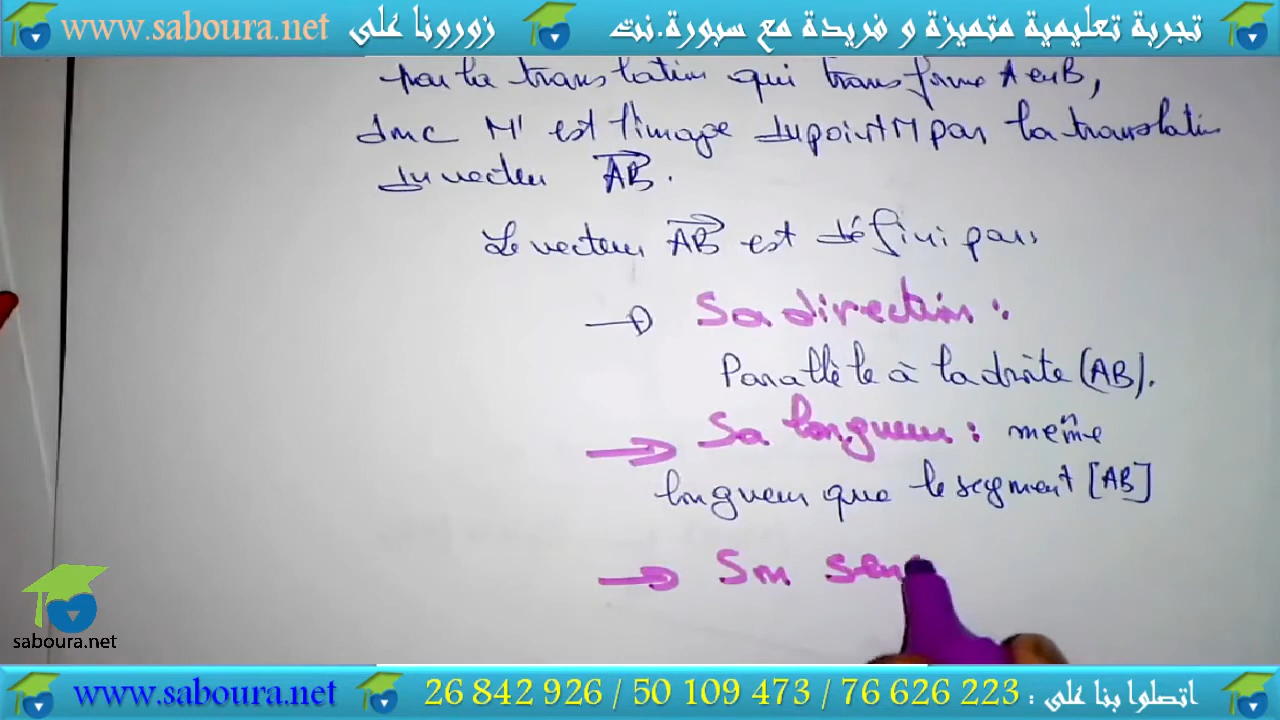 www.saboura.net زورونا على تجربة تعليمية متميزة و فريدة مع سبورة.نت
par la translation qui transforme A en B,
donc M' est l'image du point M par la translation
du vecteur AB.
Le vecteur AB est défini par:
→ Sa direction :
Parallèle à la droite (AB).
→ Sa longueur : même
longueur que le segment [AB]
→ Son sens
saboura.net
www.saboura.net 26 842 926 / 50 109 473 / 76 626 223 : اتصلوا بنا على